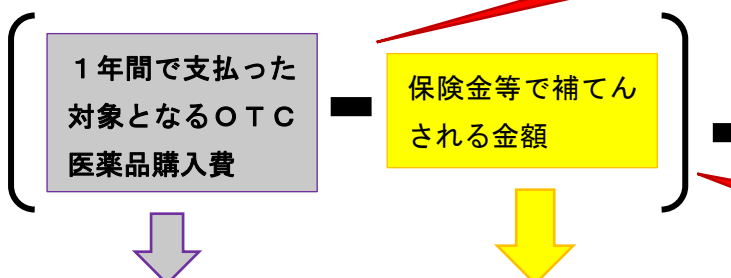 １年間で支払った
対象となるＯＴＣ
医薬品購入費
保険金等で補てん
される金額